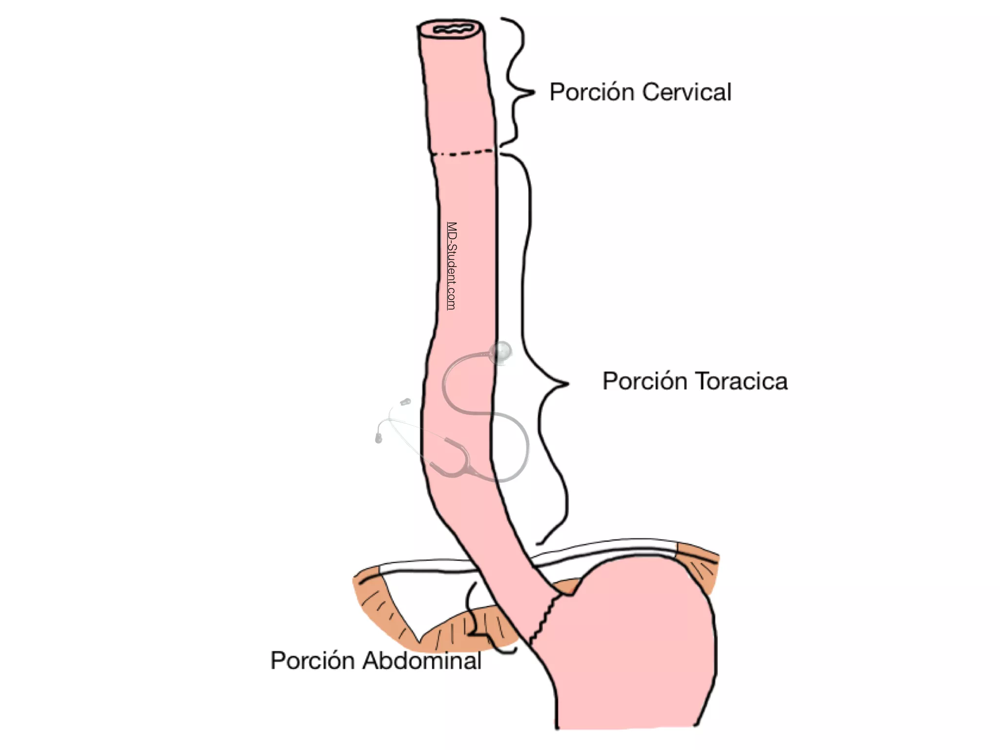 Porción Cervical
MD-Student.com
Porción Toracica
Porción Abdominal